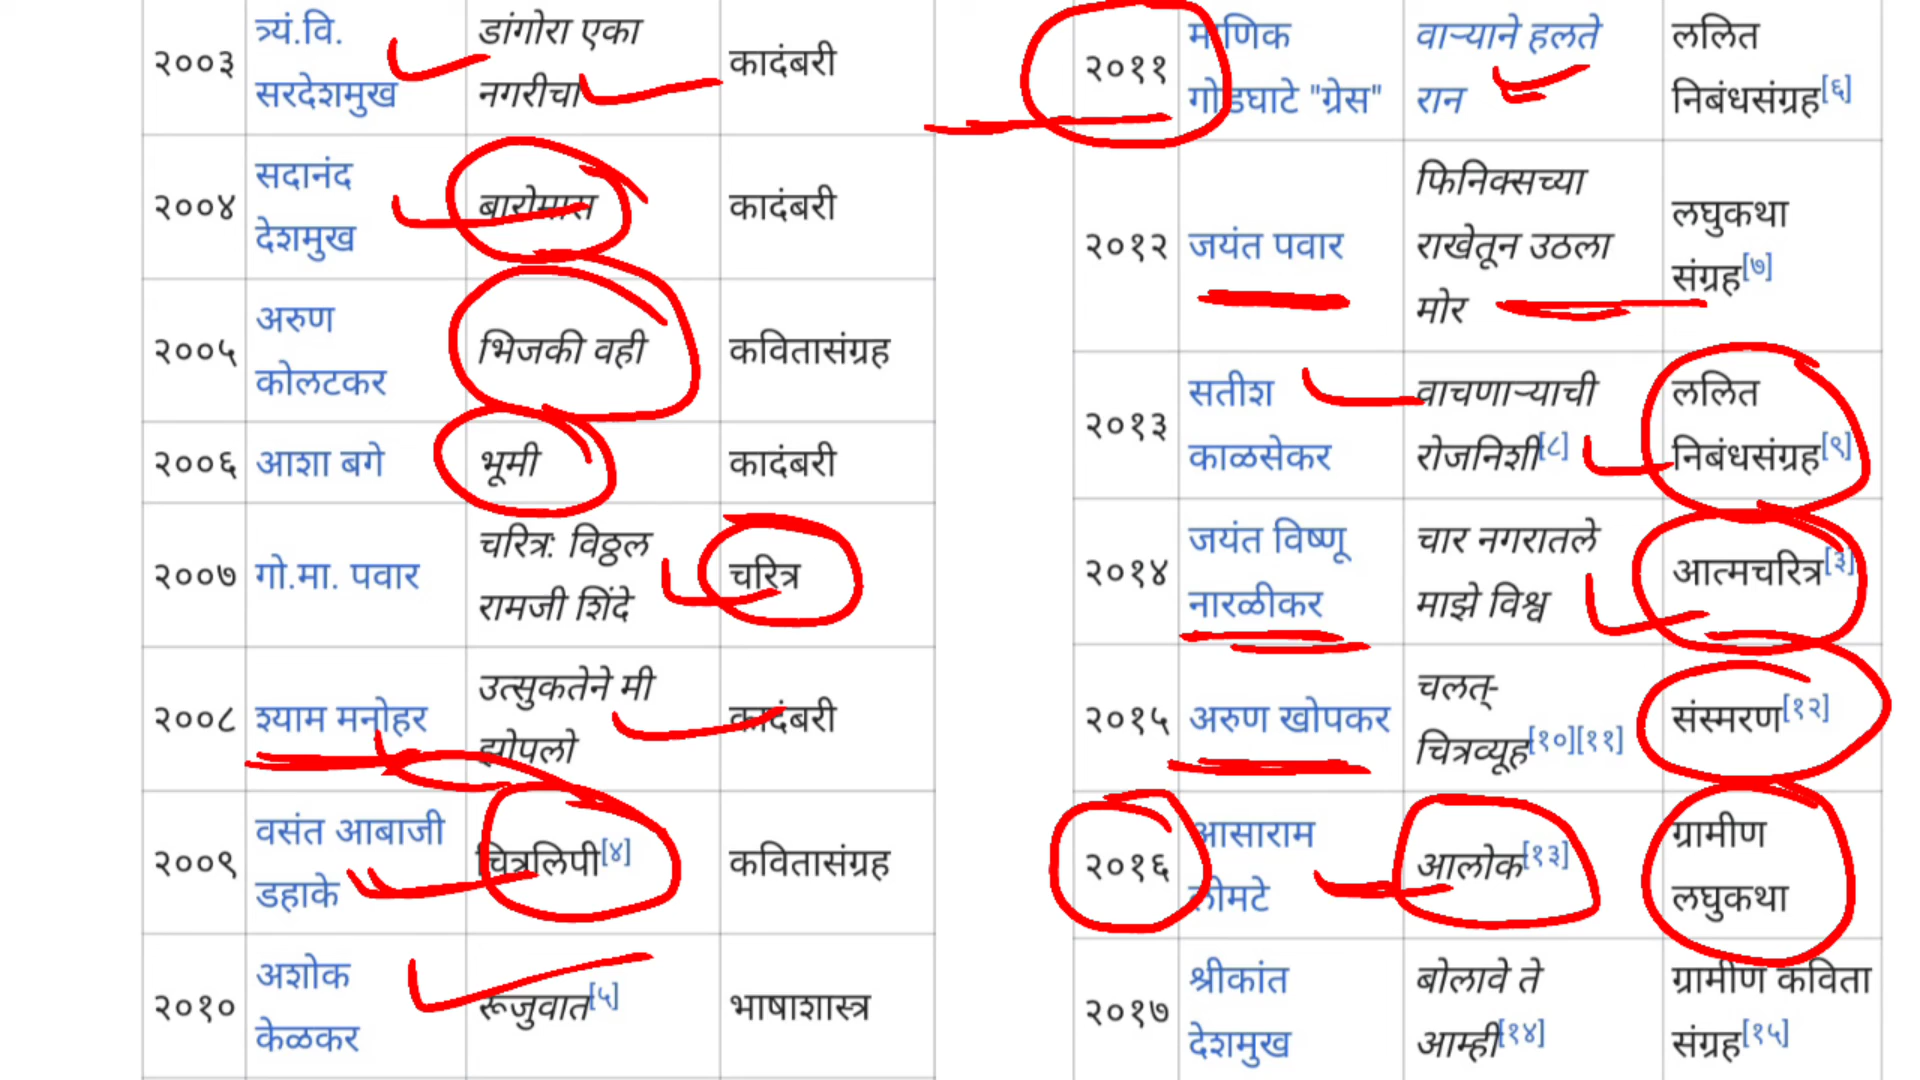 २००३
त्र्यं.वि.
सरदेशमुख
डांगोरा एका
नगरीचा
कादंबरी
२००४
सदानंद
देशमुख
बारोमास
कादंबरी
२००५
अरुण
कोलटकर
भिजकी वही
कवितासंग्रह
२००६
आशा बगे
भूमी
कादंबरी
२००७
गो.मा. पवार
चरित्र: विठ्ठल
रामजी शिंदे
चरित्र
२००८
श्याम मनोहर
उत्सुकतेने मी
झोपलो
कादंबरी
२००९
वसंत आबाजी
डहाके
चित्रलिपी[४]
कवितासंग्रह
२०१०
अशोक
केळकर
रूजुवात[५]
भाषाशास्त्र
२०११
माणिक
गोडघाटे "ग्रेस"
वाऱ्याने हलते
रान
ललित
निबंधसंग्रह[६]
२०१२
जयंत पवार
फिनिक्सच्या
राखेतून उठला
मोर
लघुकथा
संग्रह[७]
२०१३
सतीश
काळसेकर
वाचणाऱ्याची
रोजनिशी[८]
ललित
निबंधसंग्रह[९]
२०१४
जयंत विष्णू
नारळीकर
चार नगरातले
माझे विश्व
आत्मचरित्र[३]
२०१५
अरुण खोपकर
चलत्-
चित्रव्यूह[१०][११]
संस्मरण[१२]
२०१६
आसाराम
लोमटे
आलोक[१३]
ग्रामीण
लघुकथा
२०१७
श्रीकांत
देशमुख
बोलावे ते
आम्ही[१४]
ग्रामीण कविता
संग्रह[१५]